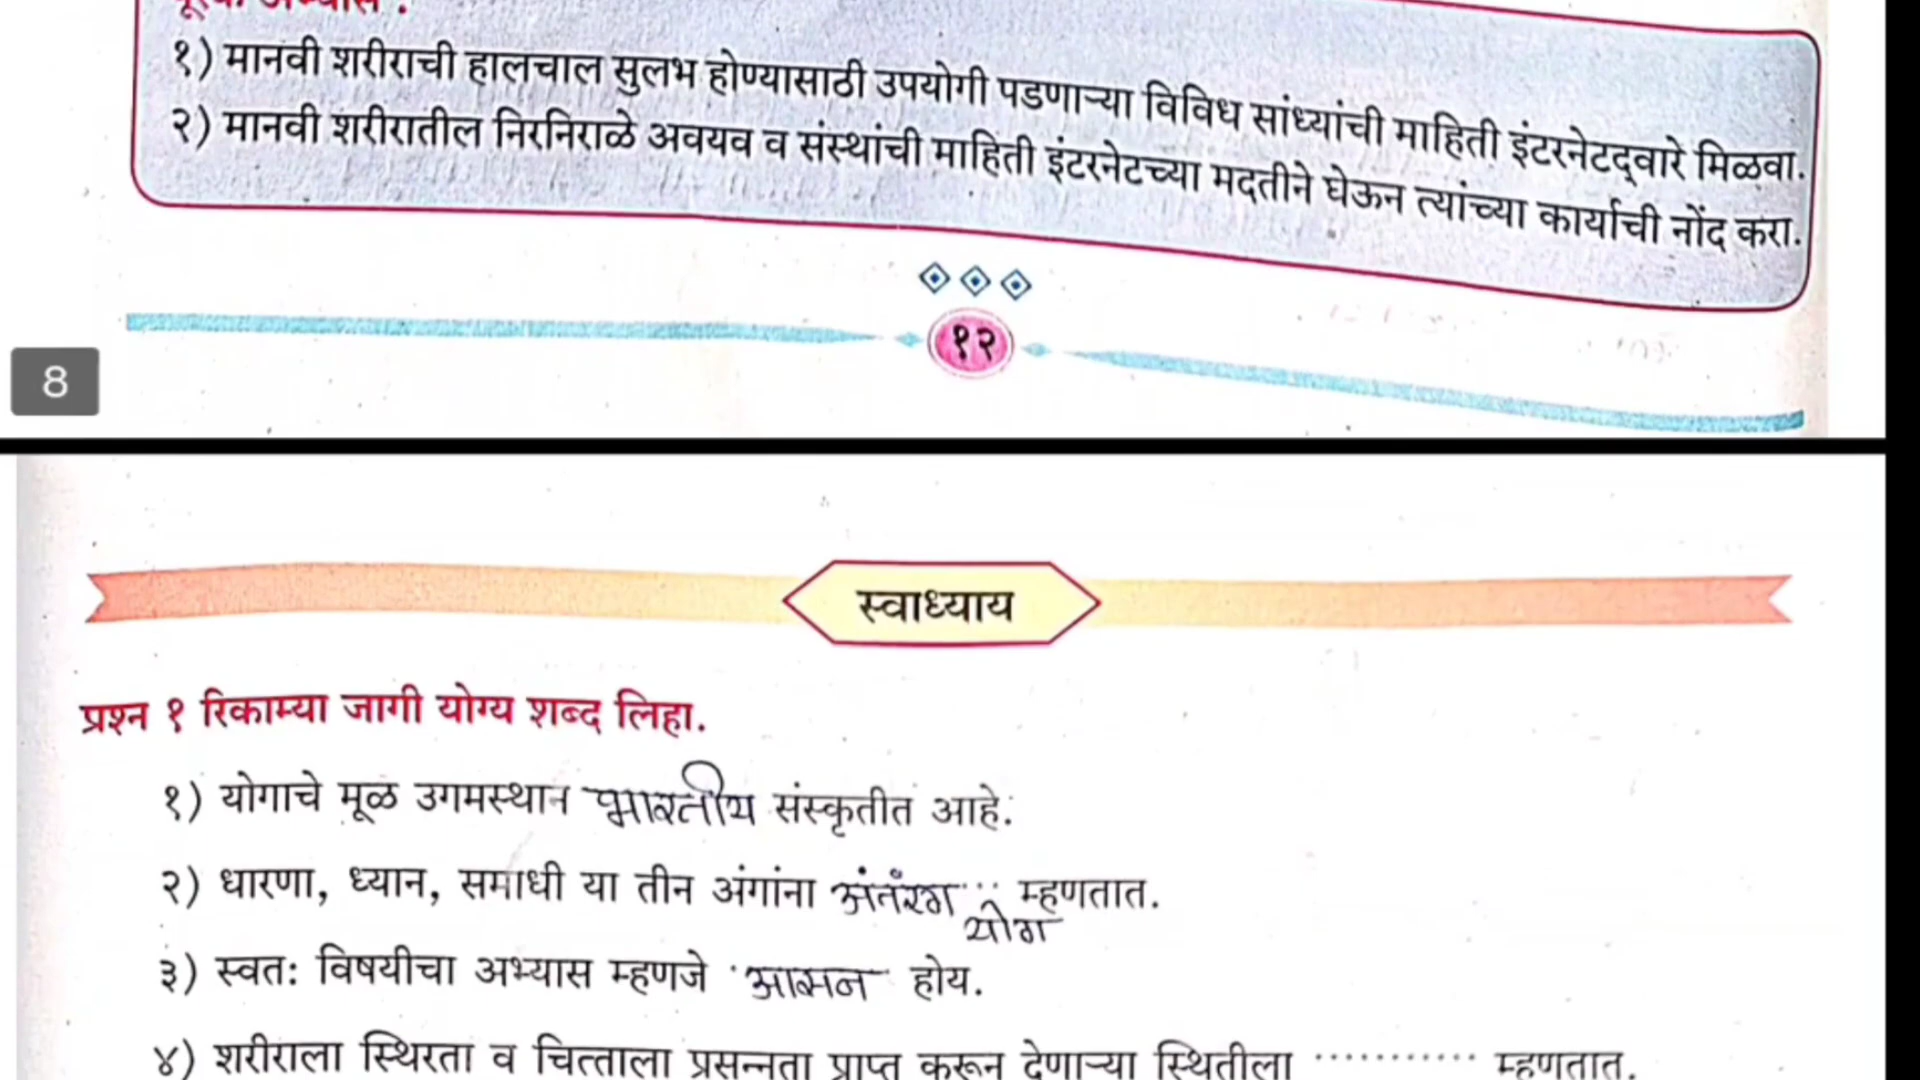 १) मानवी शरीराची हालचाल सुलभ होण्यासाठी उपयोगी पडणाऱ्या विविध सांध्यांची माहिती इंटरनेटद्वारे मिळवा.
२) मानवी शरीरातील निरनिराळे अवयव व संस्थांची माहिती इंटरनेटच्या मदतीने घेऊन त्यांच्या कार्याची नोंद करा.
१२
8
स्वाध्याय
प्रश्न १ रिकाम्या जागी योग्य शब्द लिहा.
१) योगाचे मूळ उगमस्थान भारतीय संस्कृतीत आहे.
२) धारणा, ध्यान, समाधी या तीन अंगांना अंतंरग ... म्हणतात.
योग
३) स्वतः विषयीचा अभ्यास म्हणजे आसन होय.
४) शरीराला स्थिरता व चित्ताला प्रसन्नता प्राप्त करून देणाऱ्या स्थितीला ........... म्हणतात.